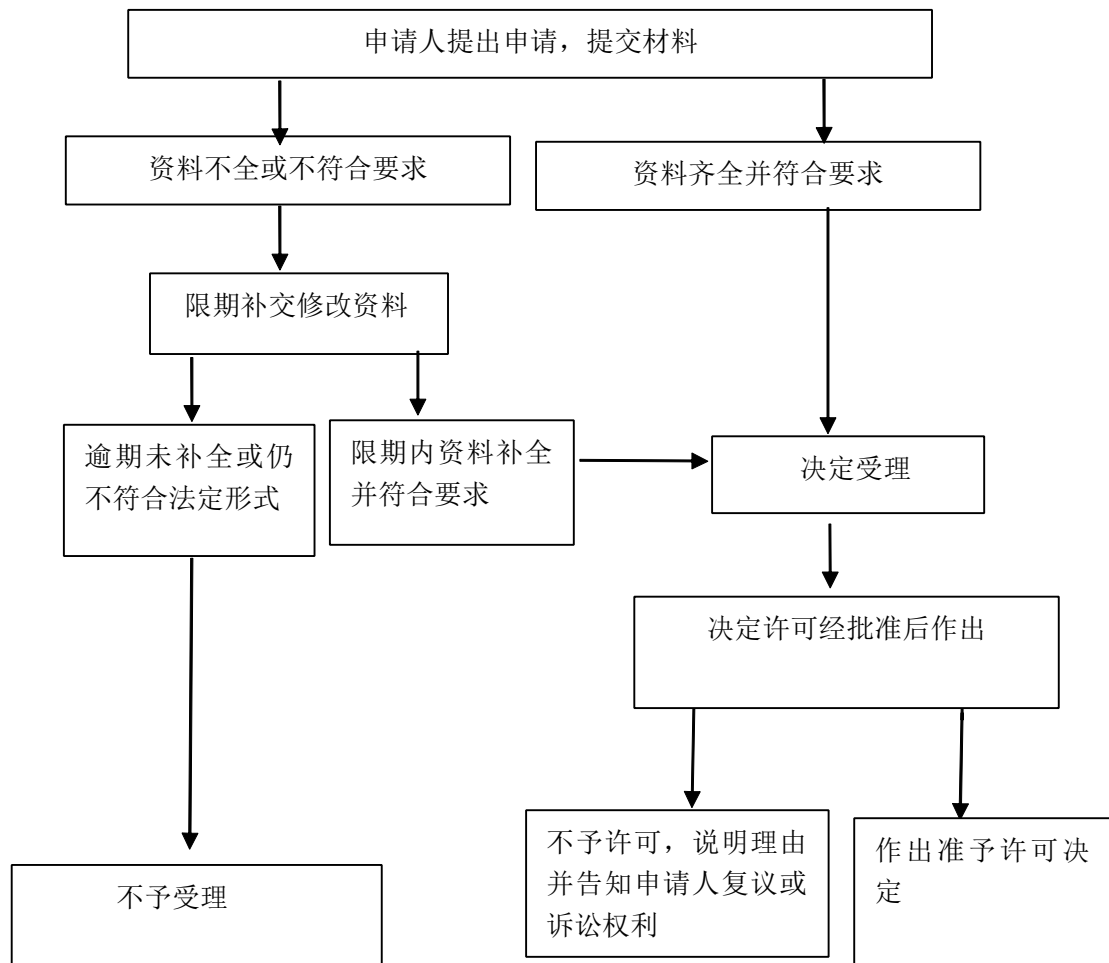 申请人提出申请，提交材料
资料不全或不符合要求
资料齐全并符合要求
限期补交修改资料
逾期未补全或仍
不符合法定形式
限期内资料补全
并符合要求
决定受理
决定许可经批准后作出
不予许可，说明理由
并告知申请人复议或
诉讼权利
作出准予许可决
定
不予受理